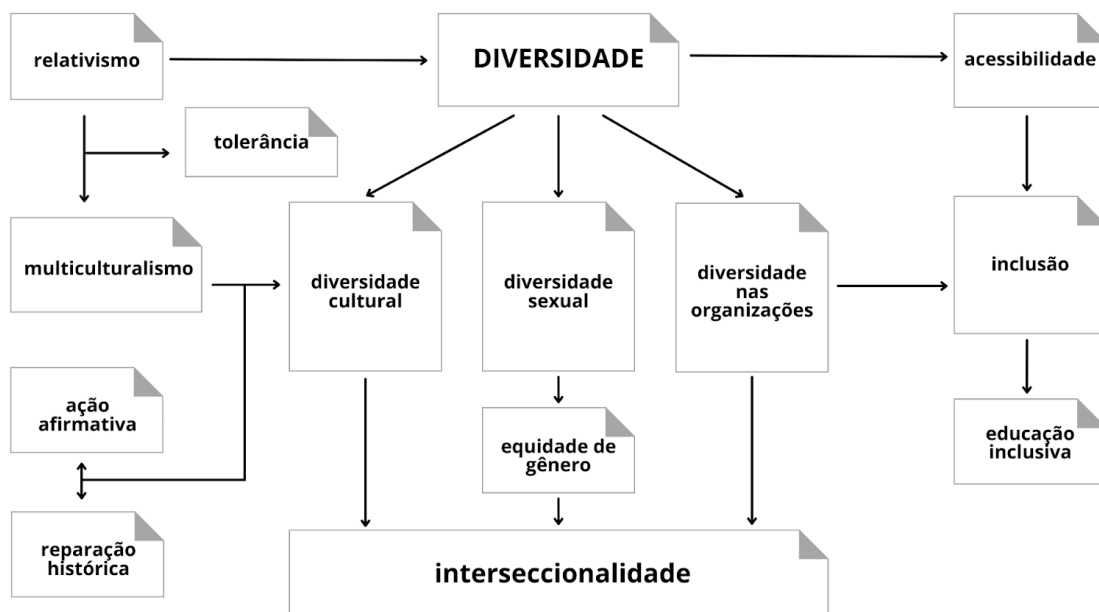 relativismo
DIVERSIDADE
acessibilidade
tolerância
multiculturalismo
diversidade
cultural
diversidade
sexual
diversidade
nas
organizações
inclusão
ação
afirmativa
equidade de
gênero
educação
inclusiva
reparação
histórica
interseccionalidade